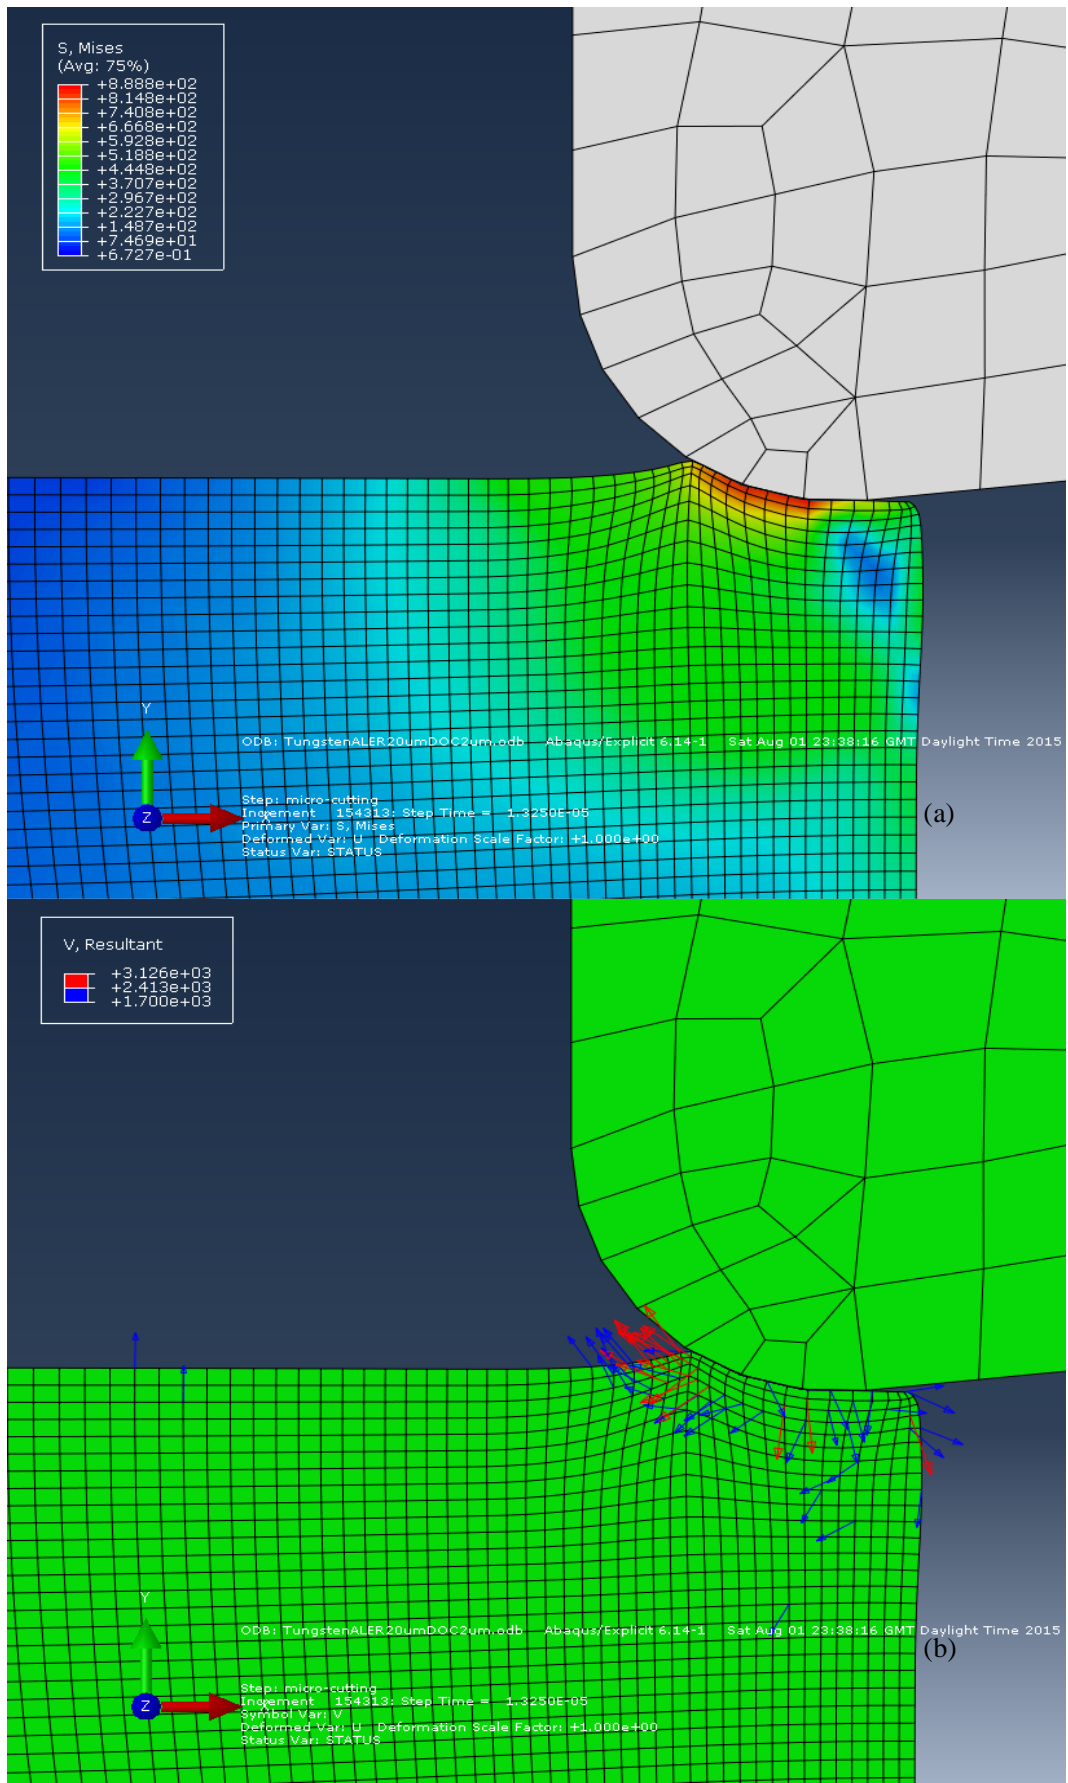 S, Mises
(Avg: 75%)
+8.888e+02
+8.148e+02
+7.408e+02
+6.668e+02
+5.928e+02
+5.188e+02
+4.448e+02
+3.707e+02
+2.967e+02
+2.227e+02
+1.487e+02
+7.469e+01
+6.727e-01
Y
ODB: TungstenALER20umDOC2um.odb Abaqus/Explicit 6.14-1 Sat Aug 01 23:38:16 GMT Daylight Time 2015
Z
X
Step: micro-cutting
Increment 154313: Step Time = 1.3250E-05
Primary Var: S, Mises
Deformed Var: U Deformation Scale Factor: +1.000e+00
Status Var: STATUS
(a)
V, Resultant
+3.126e+03
+2.413e+03
+1.700e+03
Y
ODB: TungstenALER20umDOC2um.odb Abaqus/Explicit 6.14-1 Sat Aug 01 23:38:16 GMT Daylight Time 2015
(b)
Z
X
Step: micro-cutting
Increment 154313: Step Time = 1.3250E-05
Symbol Var: V
Deformed Var: U Deformation Scale Factor: +1.000e+00
Status Var: STATUS